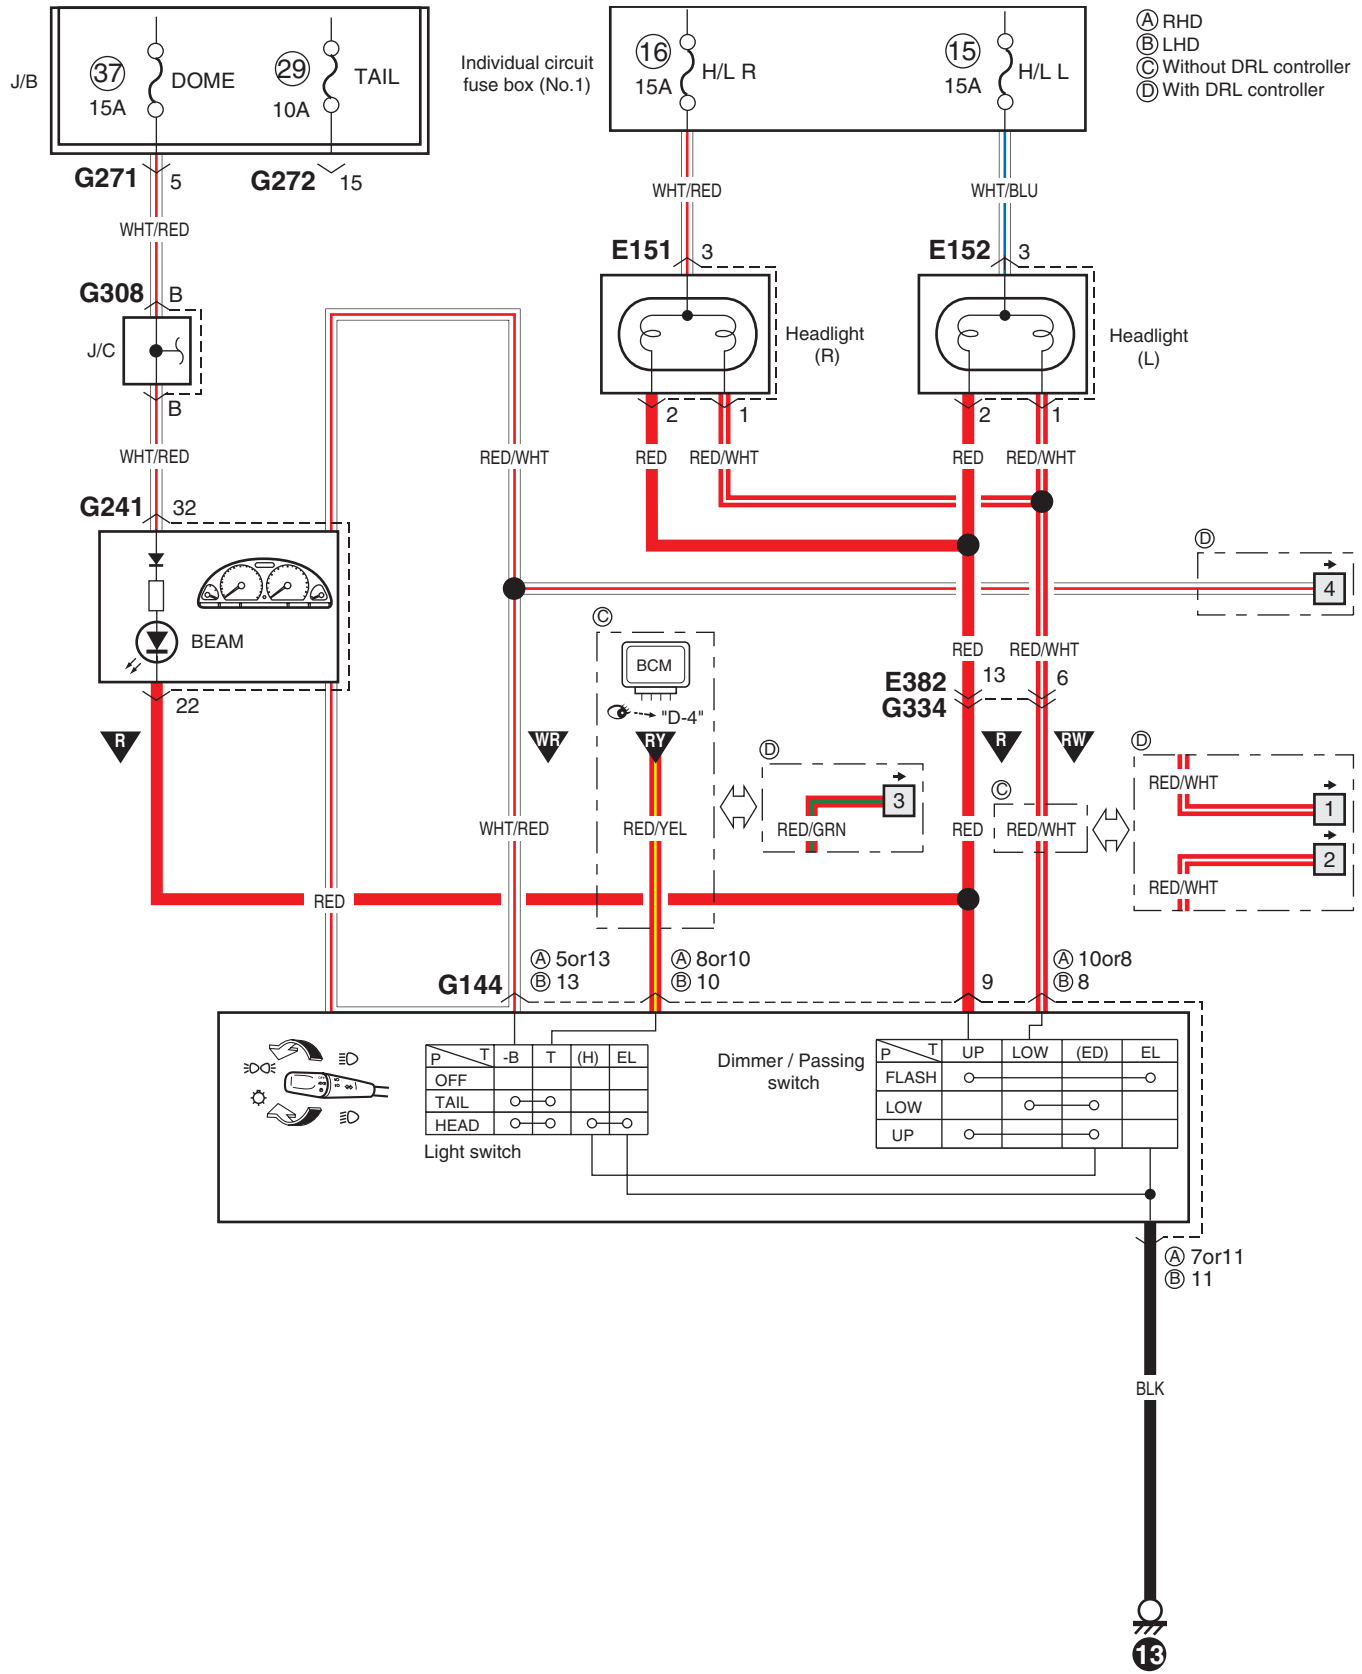 J/B
37
15A
DOME
29
10A
TAIL
Individual circuit
fuse box (No.1)
16
15A
H/L R
15
15A
H/L L
A RHD
B LHD
C Without DRL controller
D With DRL controller
G271
5
G272
15
WHT/RED
WHT/RED
WHT/BLU
E151
3
E152
3
G308
B
J/C
B
Headlight
(R)
Headlight
(L)
2
1
2
1
WHT/RED
RED/WHT
RED
RED/WHT
RED
RED/WHT
G241
32
BEAM
22
D
4
C
BCM
"D-4"
RED
RED/WHT
E382
13
6
G334
R
WR
RY
R
RW
D
3
RED/GRN
C
D
RED/WHT
1
2
RED/WHT
WHT/RED
RED/YEL
RED
RED/WHT
RED
G144
A 5or13
B 13
A 8or10
B 10
9
A 10or8
B 8
P
T
-B
T
(H)
EL
OFF
TAIL
HEAD
Light switch
Dimmer / Passing
switch
P
T
UP
LOW
(ED)
EL
FLASH
LOW
UP
A 7or11
B 11
BLK
13